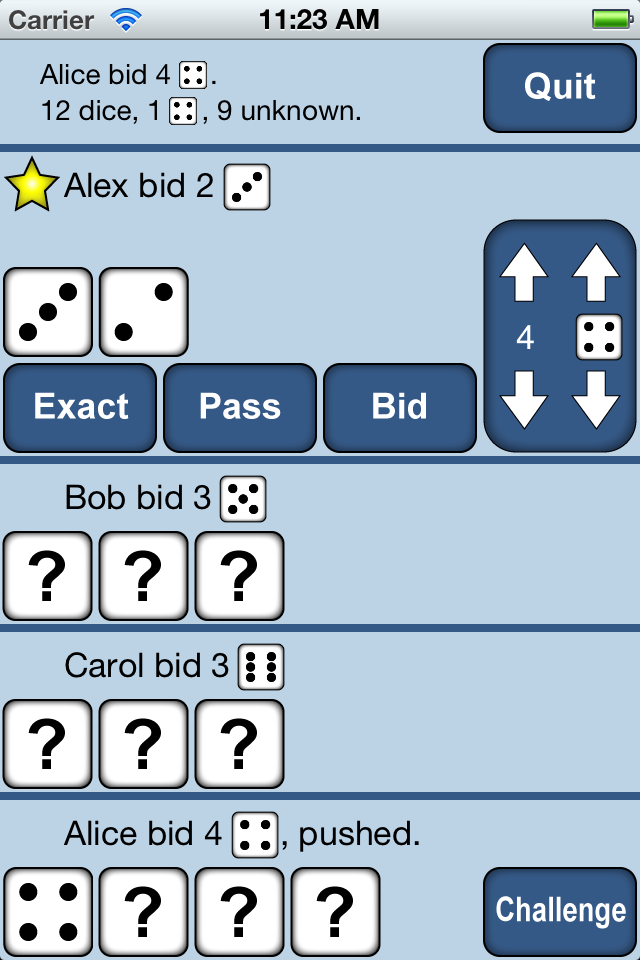 Carrier 11:23 AM
Alice bid 4 .
12 dice, 1 , 9 unknown.
Quit
Alex bid 2
4
Exact Pass Bid
Bob bid 3
? ? ?
Carol bid 3
? ? ?
Alice bid 4 , pushed.
? ? ?
Challenge